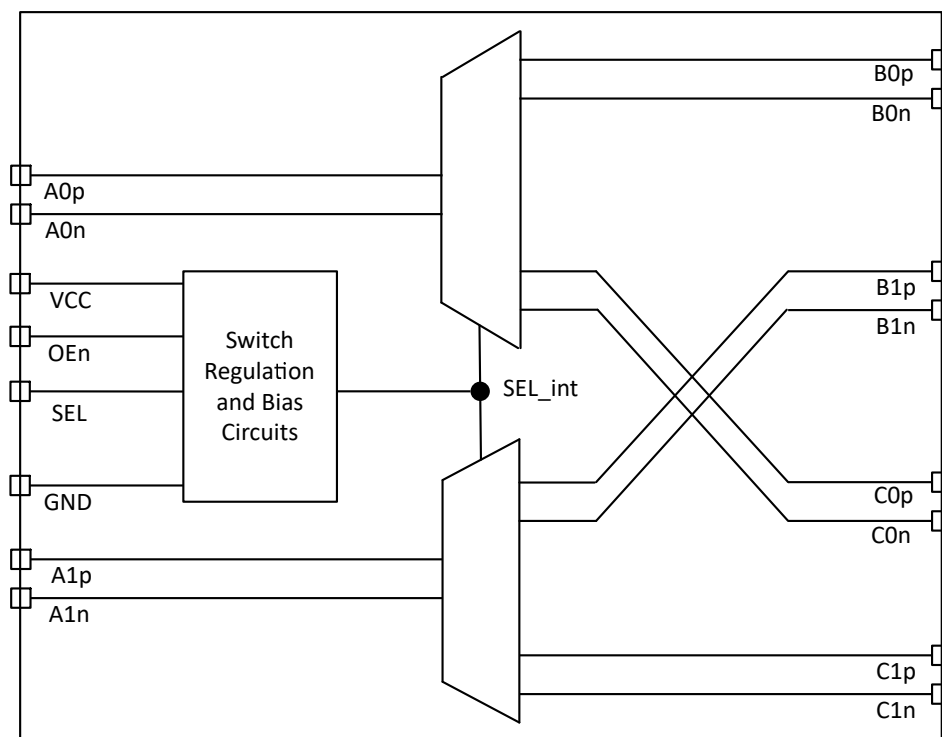 B0p
B0n
A0p
A0n
VCC
OEn
SEL
GND
Switch
Regulation
and Bias
Circuits
SEL_int
B1p
B1n
C0p
C0n
A1p
A1n
C1p
C1n